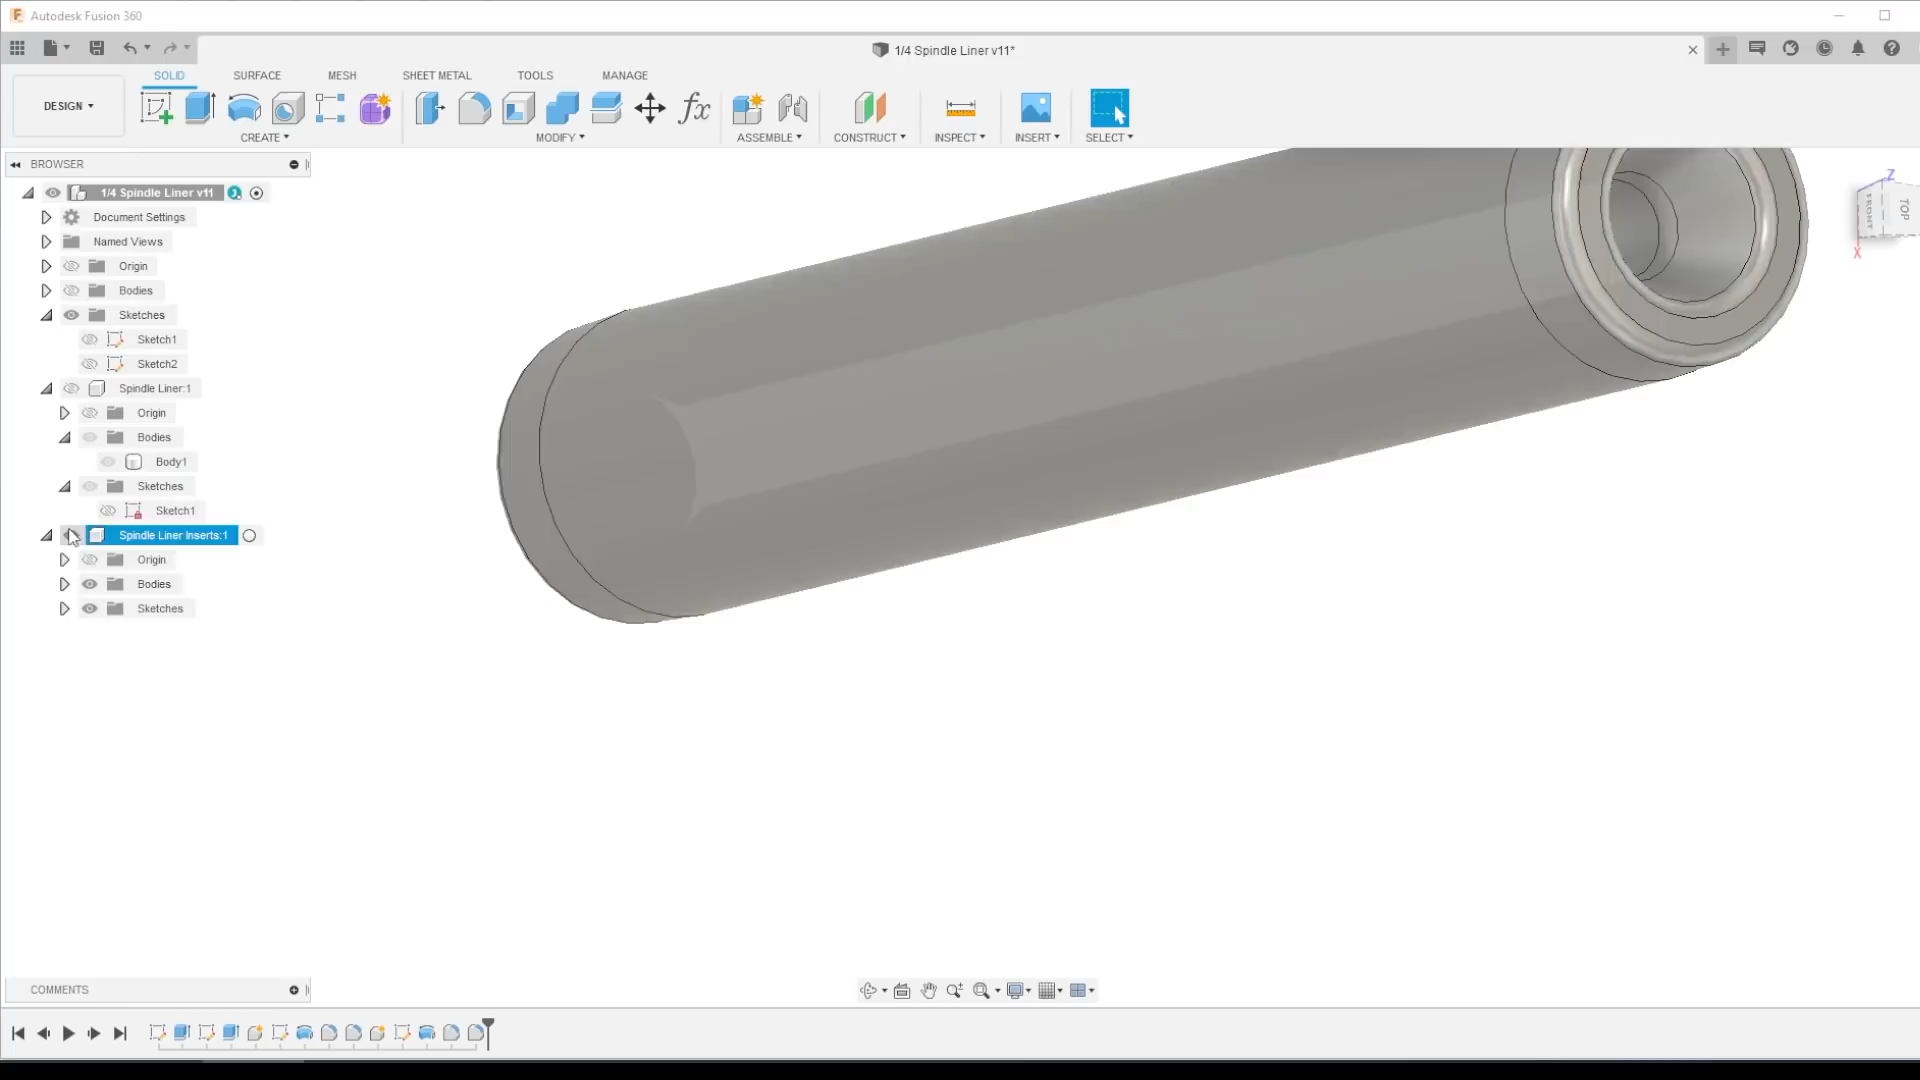 Autodesk Fusion 360
1/4 Spindle Liner v11*
SOLID SURFACE MESH SHEET METAL TOOLS MANAGE
DESIGN
fx
CREATE MODIFY ASSEMBLE CONSTRUCT INSPECT INSERT SELECT
BROWSER
1/4 Spindle Liner v11
Document Settings
Named Views
Origin
Bodies
Sketches
Sketch1
Sketch2
Spindle Liner:1
Origin
Bodies
Body1
Sketches
Sketch1
Spindle Liner Inserts:1
Origin
Bodies
Sketches
Z
FRONT
TOP
X
COMMENTS